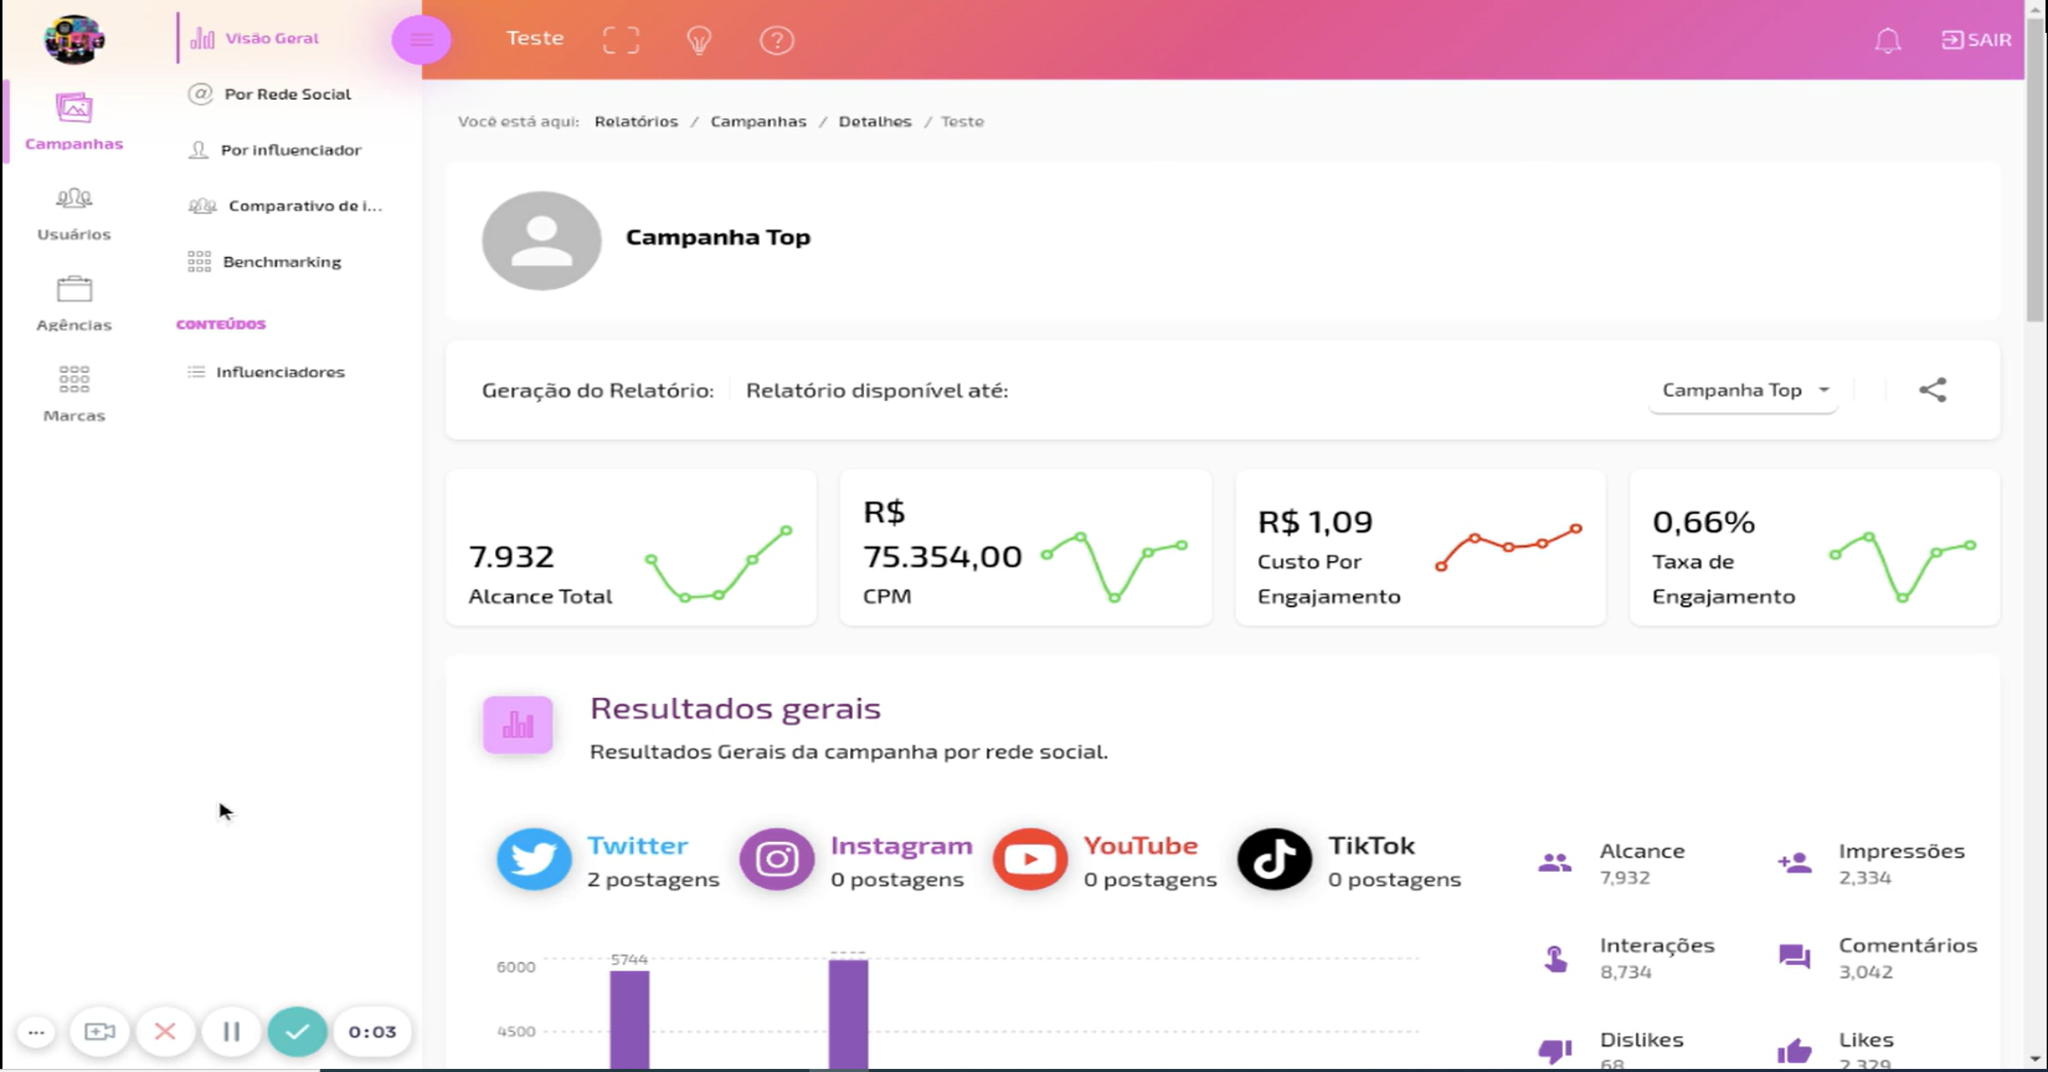 Visão Geral
Teste
SAIR
Por Rede Social
Campanhas
Você está aqui: Relatórios / Campanhas / Detalhes / Teste
Por influenciador
Usuários
Comparativo de i...
Campanha Top
Benchmarking
Agências
CONTEÚDOS
Influenciadores
Marcas
Geração do Relatório: Relatório disponível até:
Campanha Top
7.932
Alcance Total
R$
75.354,00
CPM
R$ 1,09
Custo Por
Engajamento
0,66%
Taxa de
Engajamento
Resultados gerais
Resultados Gerais da campanha por rede social.
Twitter
2 postagens
Instagram
0 postagens
YouTube
0 postagens
TikTok
0 postagens
Alcance
7,932
Impressões
2,334
Interações
8,734
Comentários
3,042
Dislikes
68
Likes
2,329
6000
5744
4500
0:03